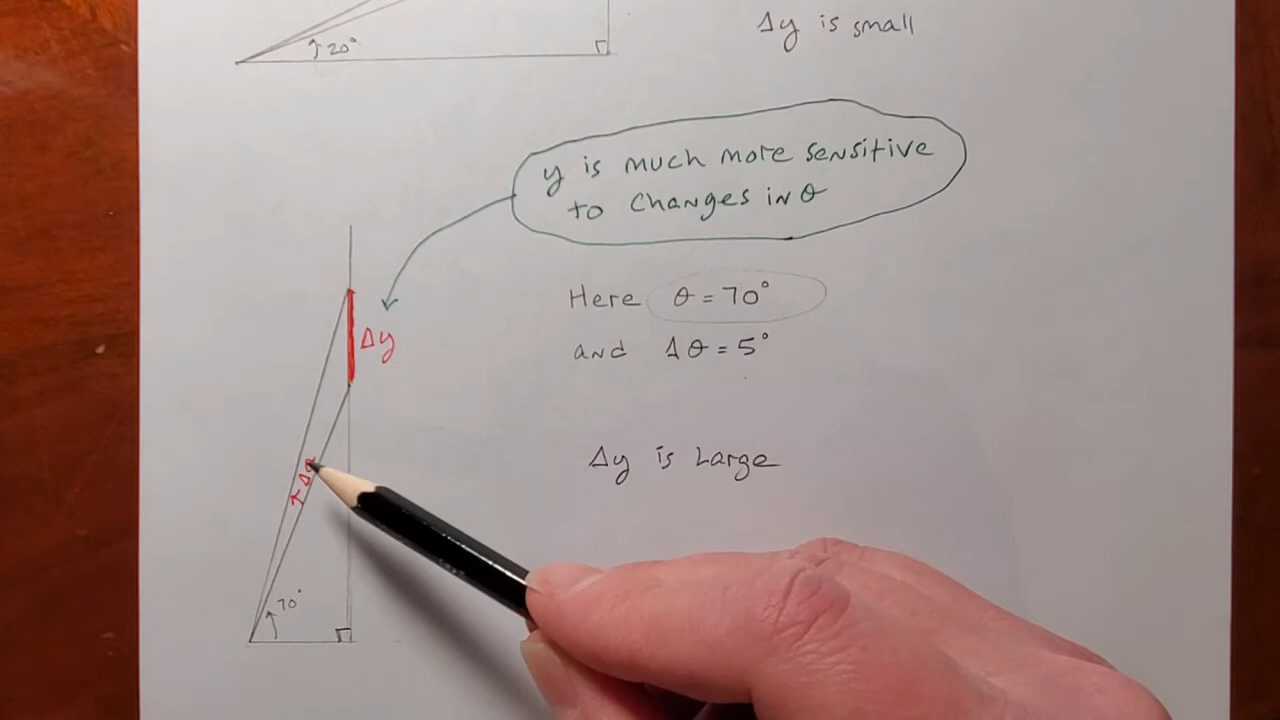 20°
Δy is small
y is much more sensitive
to changes in θ
Here θ = 70°
and Δθ = 5°
Δy
Δy is Large
70°